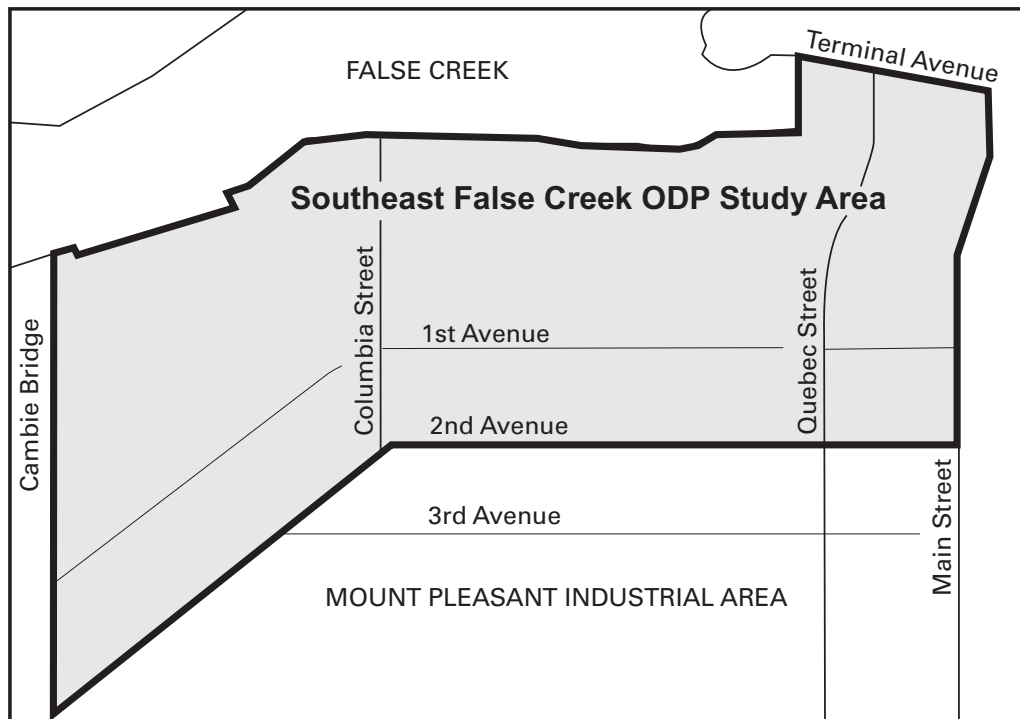 Terminal Avenue
FALSE CREEK
Southeast False Creek ODP Study Area
Columbia Street
Quebec Street
Cambie Bridge
1st Avenue
2nd Avenue
Main Street
3rd Avenue
MOUNT PLEASANT INDUSTRIAL AREA